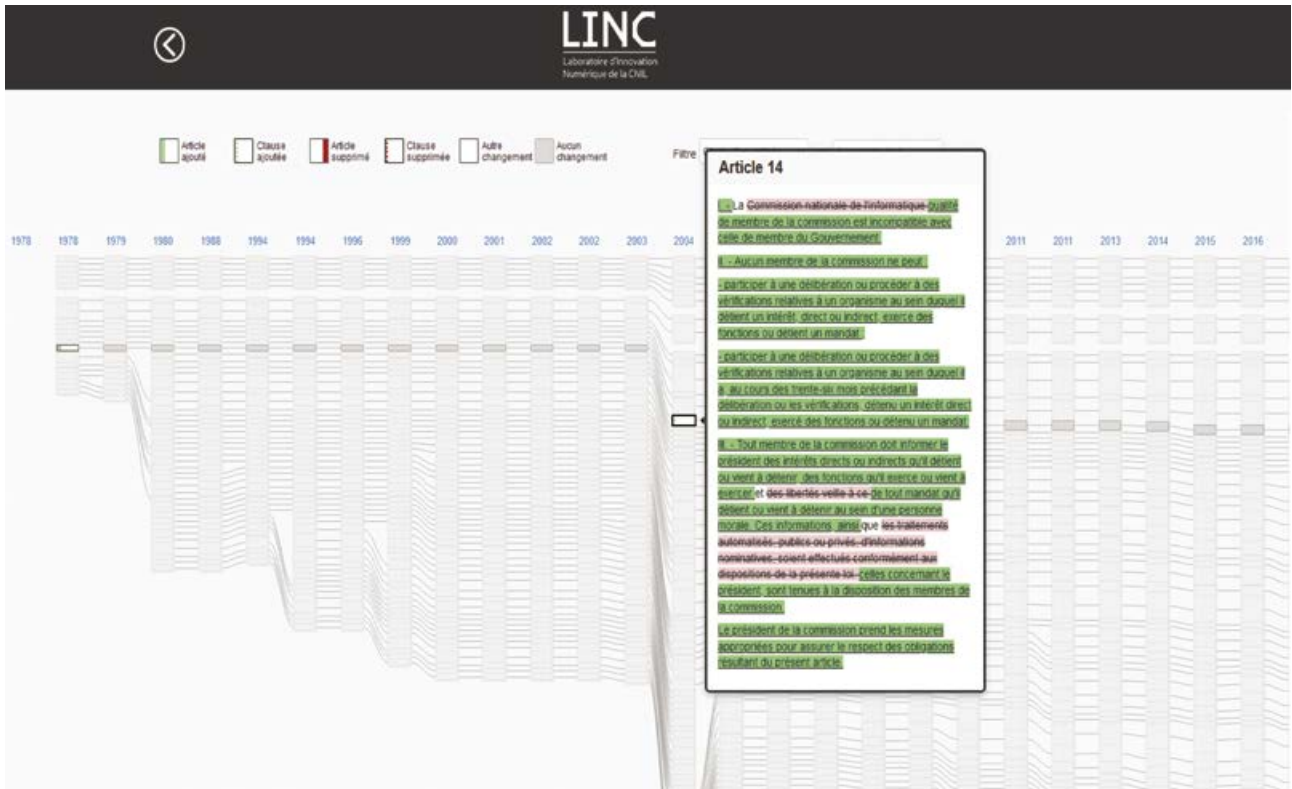 LINC
Laboratoire d'Innovation
Numérique de la CNIL
Article ajouté
Clause ajoutée
Article supprimé
Clause supprimée
Autre changement
Aucun changement
Filtre
1978 1978 1979 1980 1988 1994 1994 1996 1999 2000 2001 2002 2002 2003 2004 2011 2011 2013 2014 2015 2016
Article 14
I. - La Commission nationale de l'informatique qualité
de membre de la commission est incompatible avec
celle de membre du Gouvernement.
II. - Aucun membre de la commission ne peut :
- participer à une délibération ou procéder à des
vérifications relatives à un organisme au sein duquel il
détient un intérêt, direct ou indirect, exerce des
fonctions ou détient un mandat.
- participer à une délibération ou procéder à des
vérifications relatives à un organisme au sein duquel il
a, au cours des trente-six mois précédant la
délibération ou les vérifications, détenu un intérêt direct
ou indirect, exercé des fonctions ou détenu un mandat.
III. - Tout membre de la commission doit informer le
président des intérêts directs ou indirects qu'il détient
ou vient à détenir, des fonctions qu'il exerce ou vient à
exercer et des libertés veille à ce de tout mandat qu'il
détient ou vient à détenir au sein d'une personne
morale. Ces informations, ainsi que les traitements
automatisés, publics ou privés, d'informations
nominatives, soient effectués conformément aux
dispositions de la présente loi. celles concernant le
président, sont tenues à la disposition des membres de
la commission.
Le président de la commission prend les mesures
appropriées pour assurer le respect des obligations
résultant du présent article.